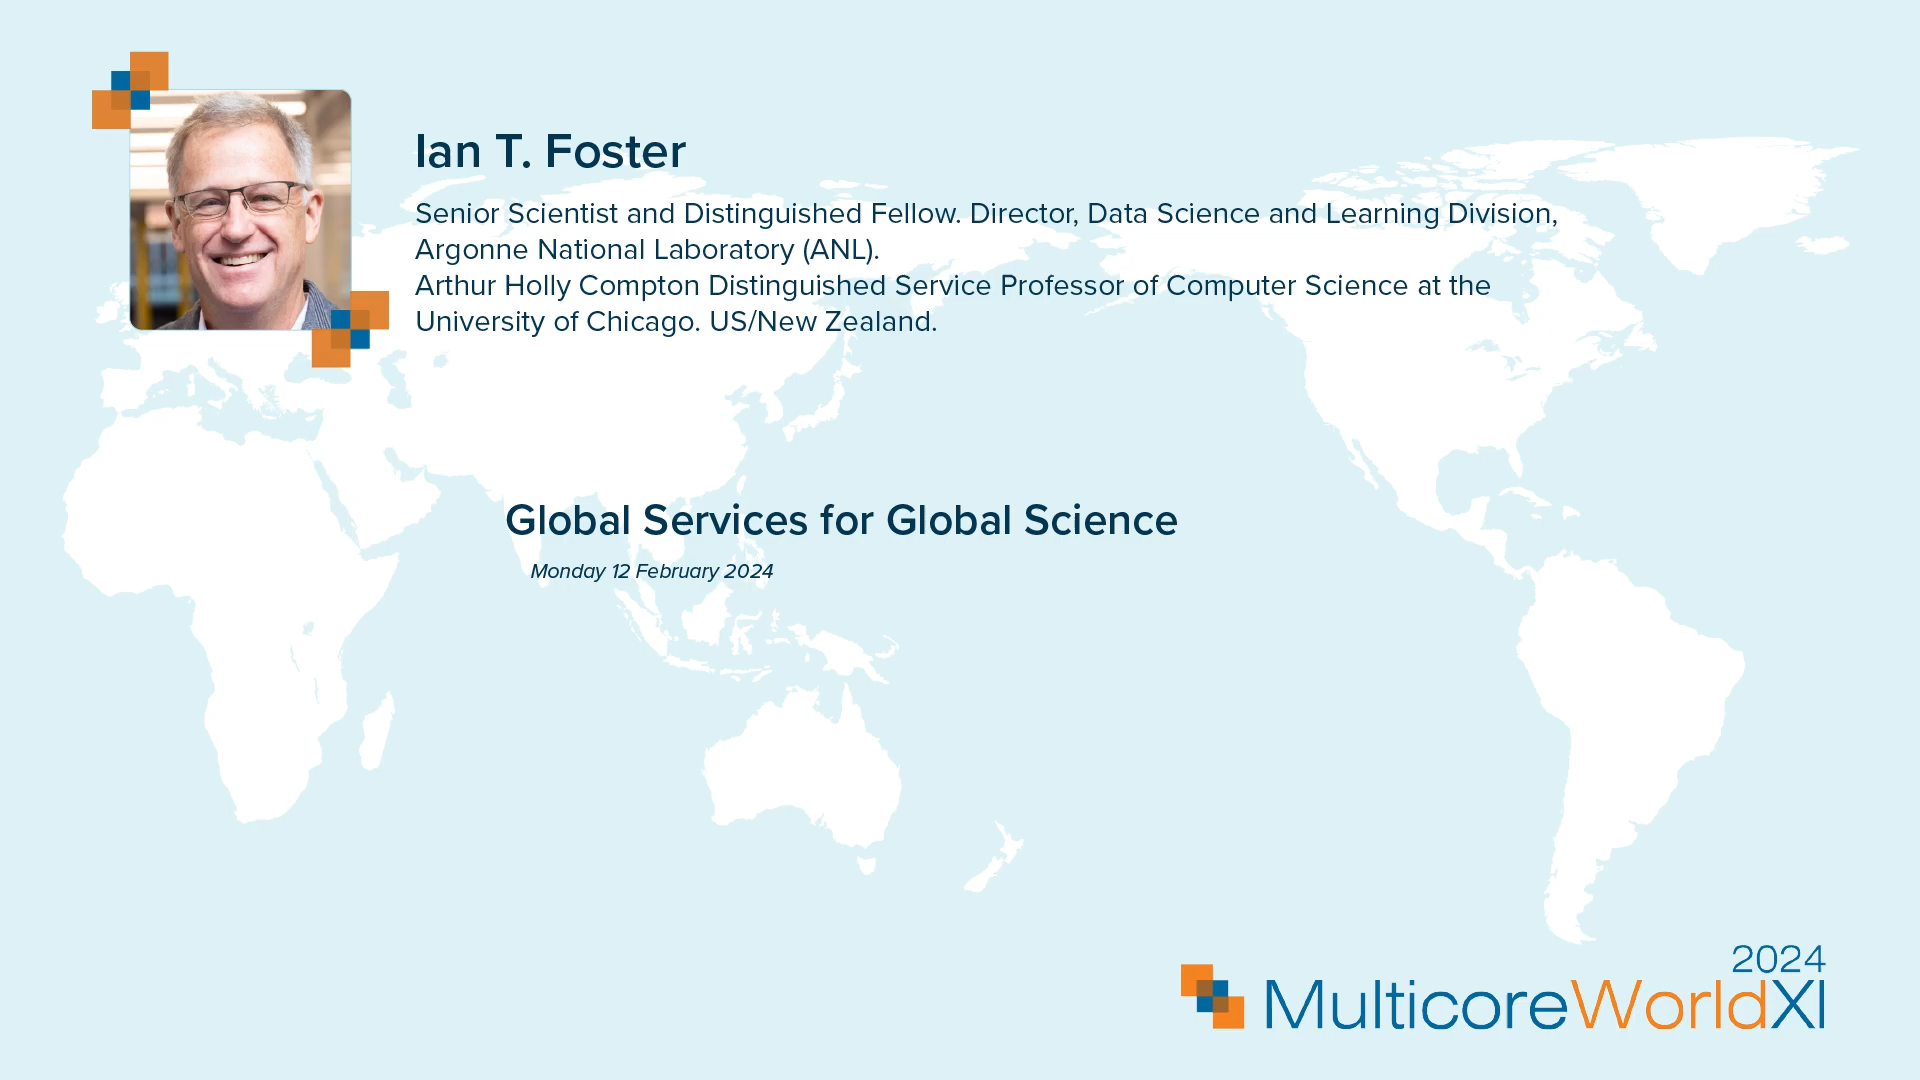 Ian T. Foster
Senior Scientist and Distinguished Fellow. Director, Data Science and Learning Division,
Argonne National Laboratory (ANL).
Arthur Holly Compton Distinguished Service Professor of Computer Science at the
University of Chicago. US/New Zealand.
Global Services for Global Science
Monday 12 February 2024
2024
MulticoreWorldXI